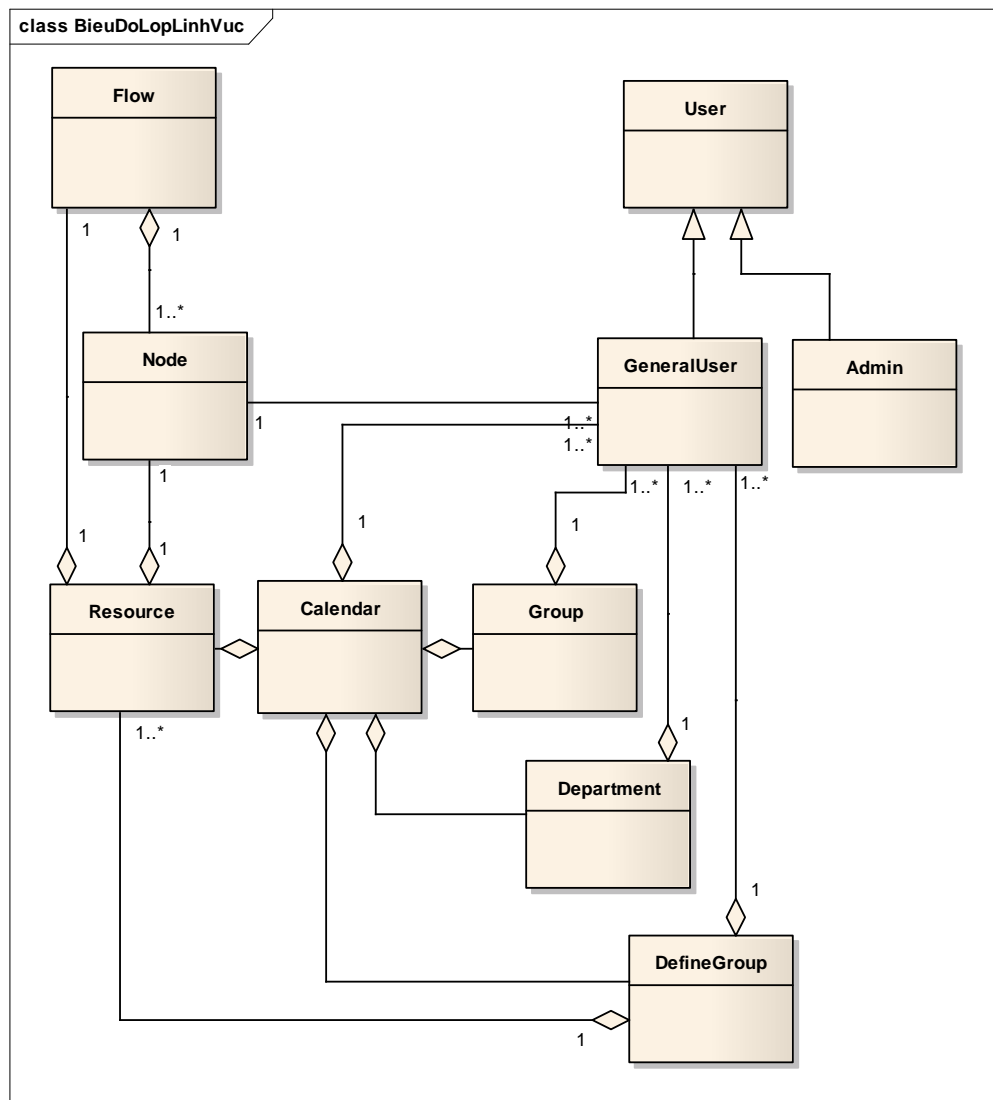 class BieuDoLopLinhVuc
Flow
User
1
1
1..*
Node
GeneralUser
Admin
1
1..*
1..*
1
1..*
1..*
1..*
1
1
1
1
Resource
Calendar
Group
1..*
1
Department
1
DefineGroup
1